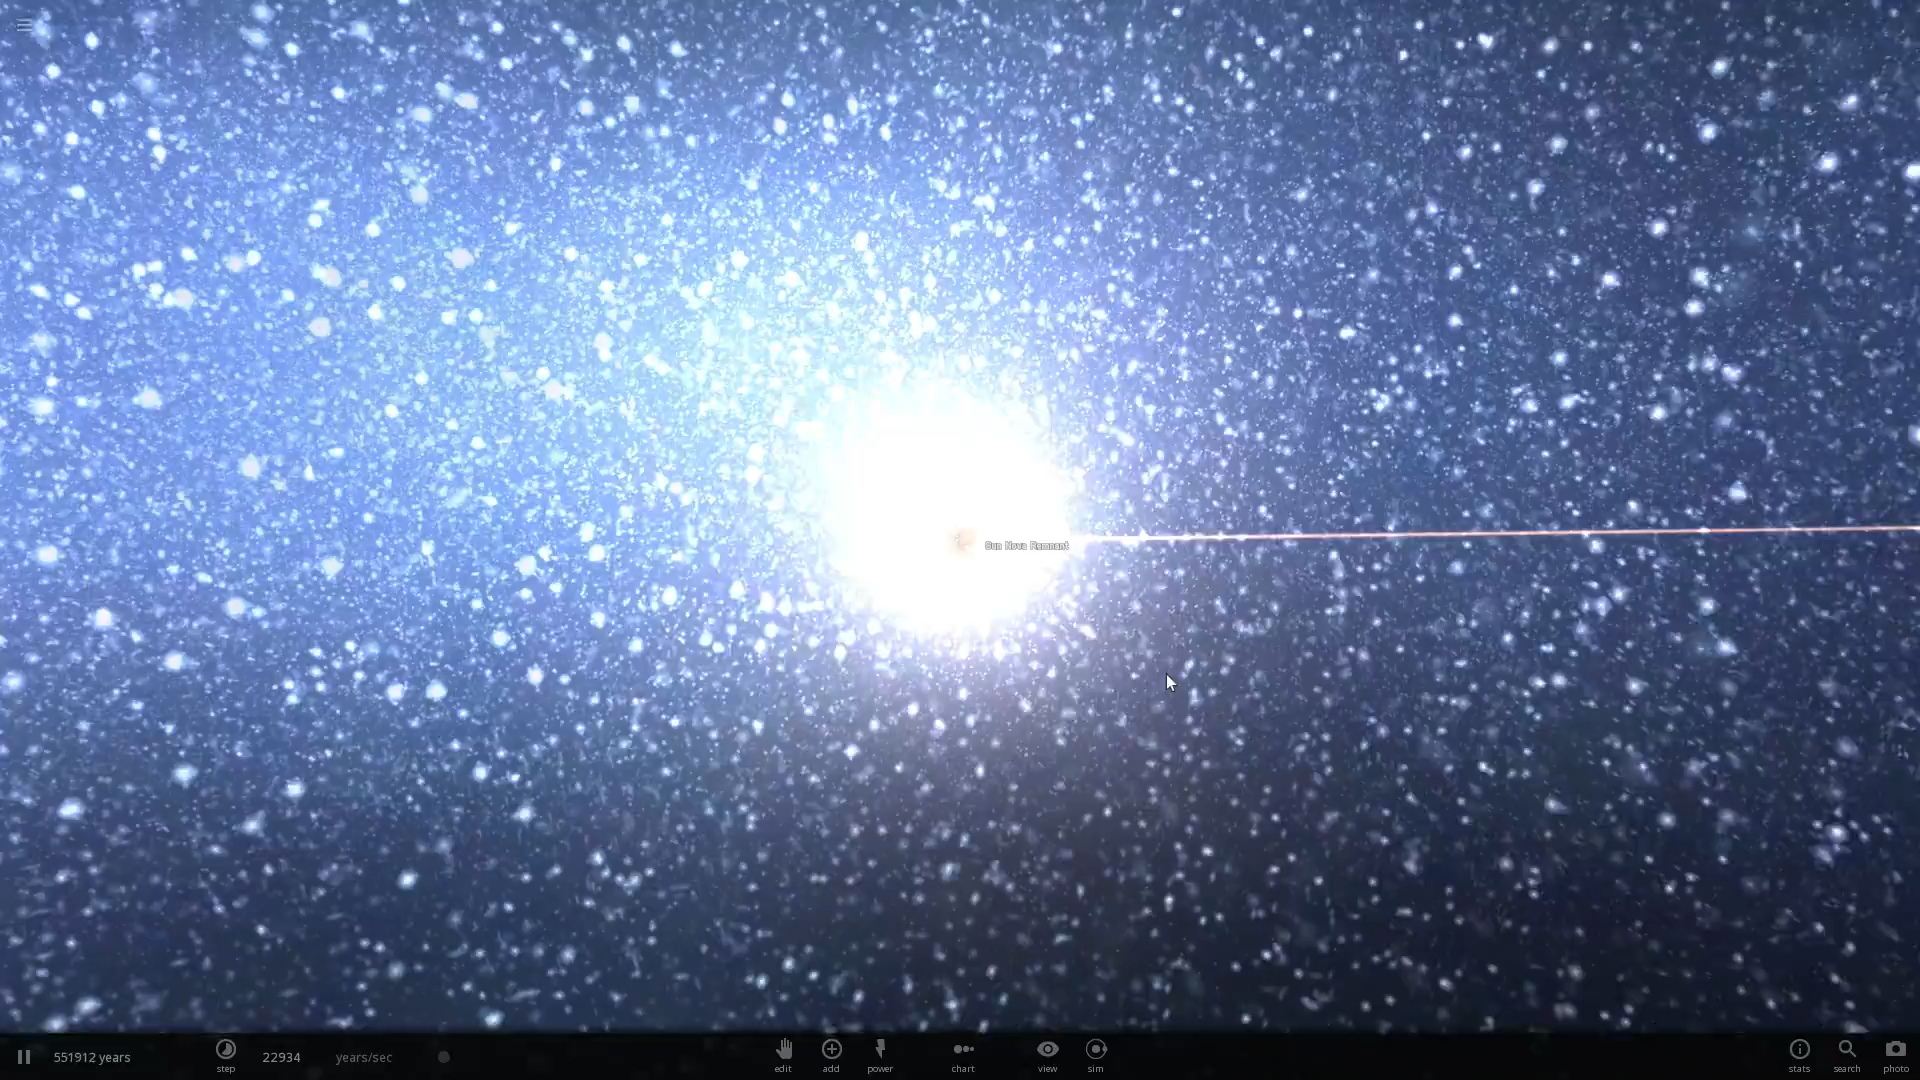 Sun Nova Remnant
551912 years
step
22934 years/sec
edit
add
power
chart
view
sim
stats
search
photo